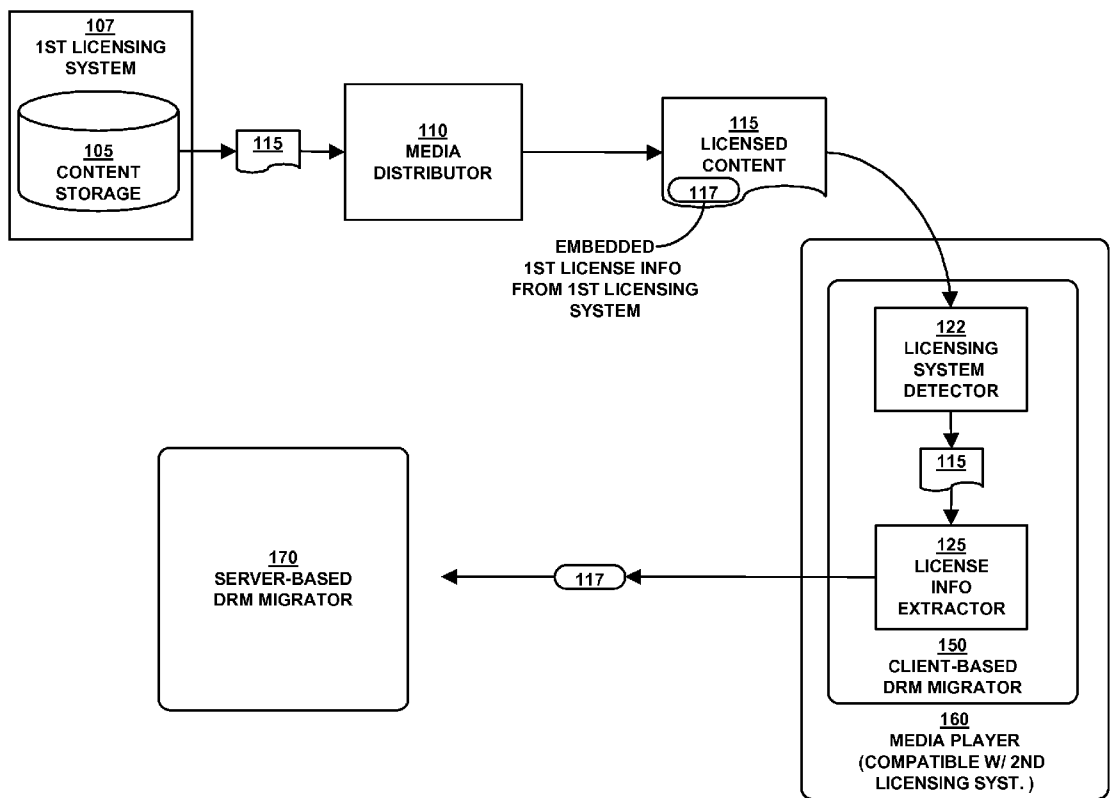 107
1ST LICENSING
SYSTEM
105
CONTENT
STORAGE
115
110
MEDIA
DISTRIBUTOR
115
LICENSED
CONTENT
117
EMBEDDED
1ST LICENSE INFO
FROM 1ST LICENSING
SYSTEM
122
LICENSING
SYSTEM
DETECTOR
115
125
LICENSE
INFO
EXTRACTOR
150
CLIENT-BASED
DRM MIGRATOR
160
MEDIA PLAYER
(COMPATIBLE W/ 2ND
LICENSING SYST. )
117
170
SERVER-BASED
DRM MIGRATOR